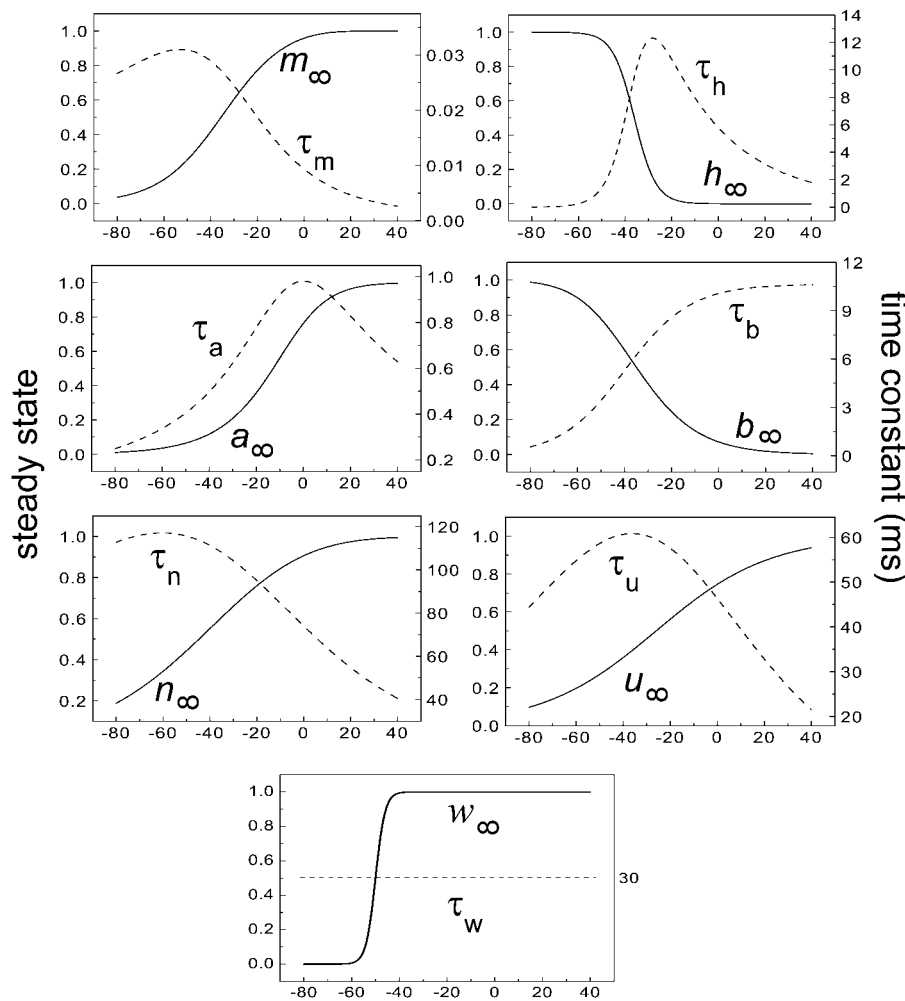 steady state
time constant (ms)
1.0 0.8 0.6 0.4 0.2 0.0
m∞
τm
0.03 0.02 0.01 0.00
-80 -60 -40 -20 0 20 40
1.0 0.8 0.6 0.4 0.2 0.0
τh
h∞
14 12 10 8 6 4 2 0
-80 -60 -40 -20 0 20 40
1.0 0.8 0.6 0.4 0.2 0.0
τa
a∞
1.0 0.8 0.6 0.4 0.2
-80 -60 -40 -20 0 20 40
1.0 0.8 0.6 0.4 0.2 0.0
τb
b∞
12 9 6 3 0
-80 -60 -40 -20 0 20 40
1.0 0.8 0.6 0.4 0.2
τn
n∞
120 100 80 60 40
-80 -60 -40 -20 0 20 40
1.0 0.8 0.6 0.4 0.2 0.0
τu
u∞
60 50 40 30 20
-80 -60 -40 -20 0 20 40
1.0 0.8 0.6 0.4 0.2 0.0
w∞
30
τw
-80 -60 -40 -20 0 20 40